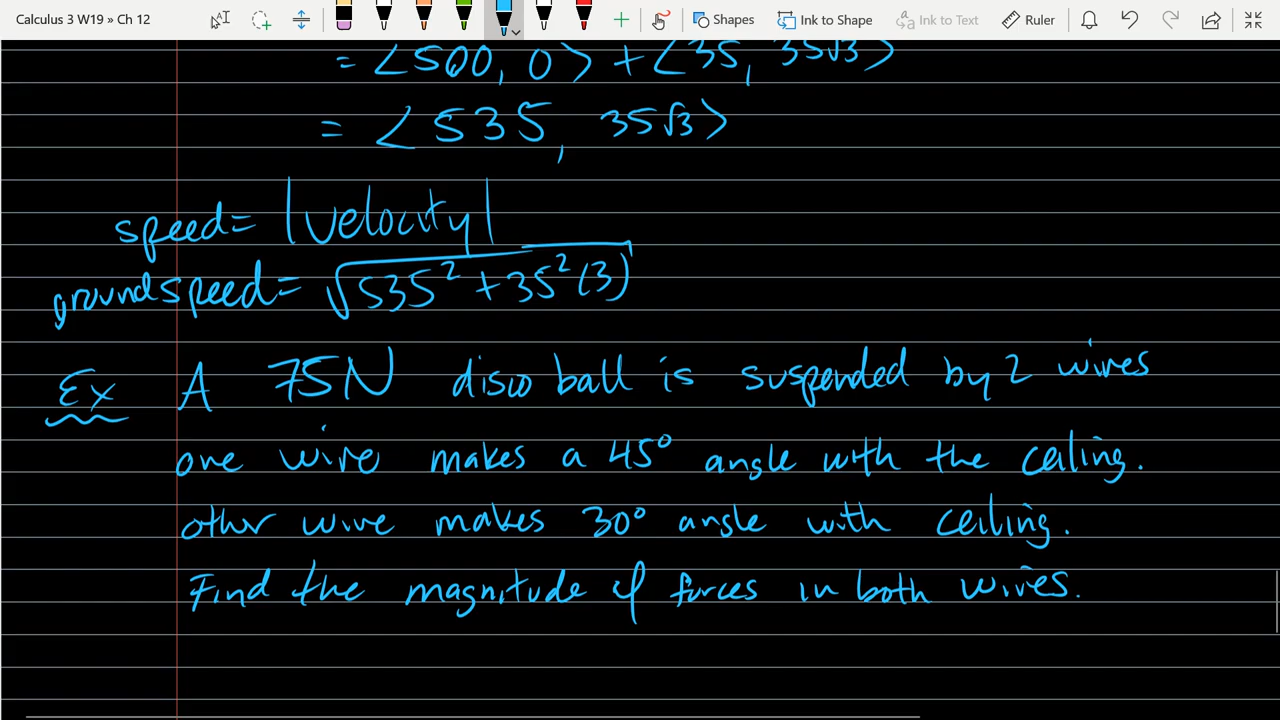 Calculus 3 W19 » Ch 12
Shapes Ink to Shape Ink to Text Ruler
= <500, 0> + <35, 35√3>
= <535, 35√3>
speed = |velocity|
groundspeed = √535² + 35²(3)
Ex A 75N disco ball is suspended by 2 wires
one wire makes a 45° angle with the ceiling.
other wire makes 30° angle with ceiling.
Find the magnitude of forces in both wires.